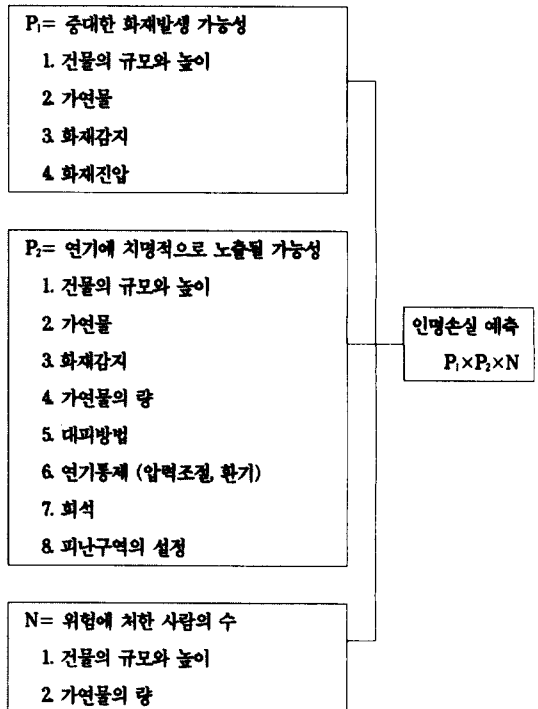 P₁= 중대한 화재발생 가능성
1. 건물의 규모와 높이
2. 가연물
3. 화재감지
4. 화재진압
P₂= 연기에 치명적으로 노출될 가능성
1. 건물의 규모와 높이
2. 가연물
3. 화재감지
4. 가연물의 량
5. 대피방법
6. 연기통제 (압력조절, 환기)
7. 희석
8. 피난구역의 설정
인명손실 예측
P₁×P₂×N
N= 위험에 처한 사람의 수
1. 건물의 규모와 높이
2. 가연물의 량